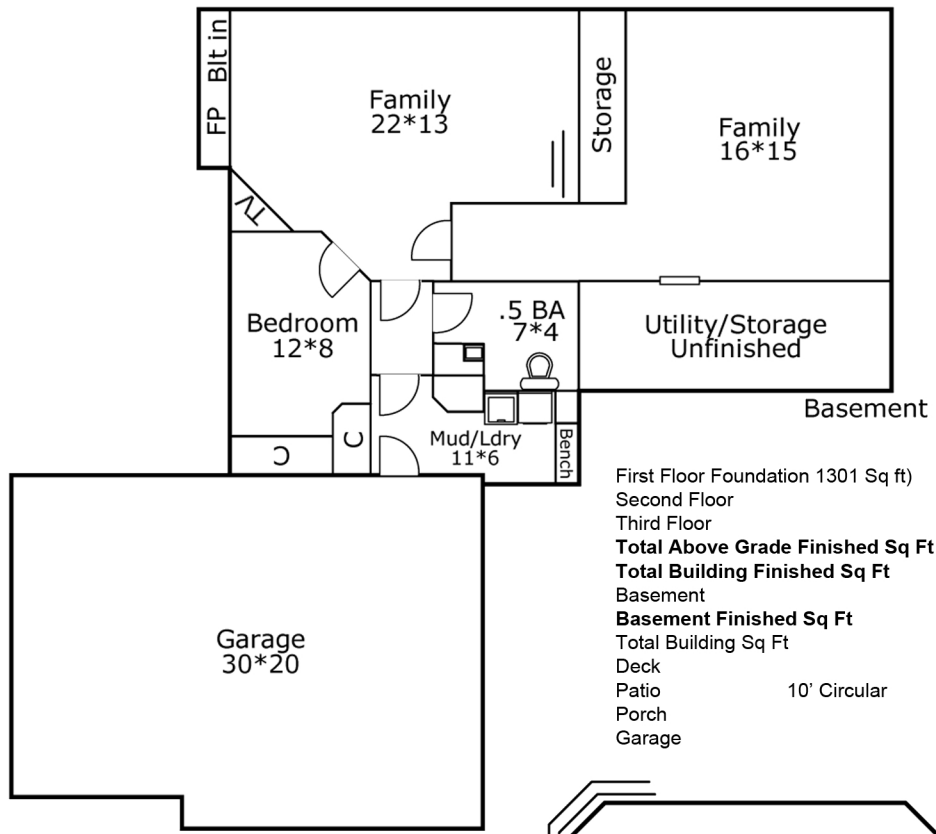 FP Blt in
Family
22*13
Storage
Family
16*15
TV
Bedroom
12*8
.5 BA
7*4
Utility/Storage
Unfinished
Basement
C
C
Mud/Ldry
11*6
Bench
First Floor Foundation 1301 Sq ft)
Second Floor
Third Floor
Total Above Grade Finished Sq Ft
Total Building Finished Sq Ft
Basement
Basement Finished Sq Ft
Total Building Sq Ft
Deck
Patio 10’ Circular
Porch
Garage
Garage
30*20